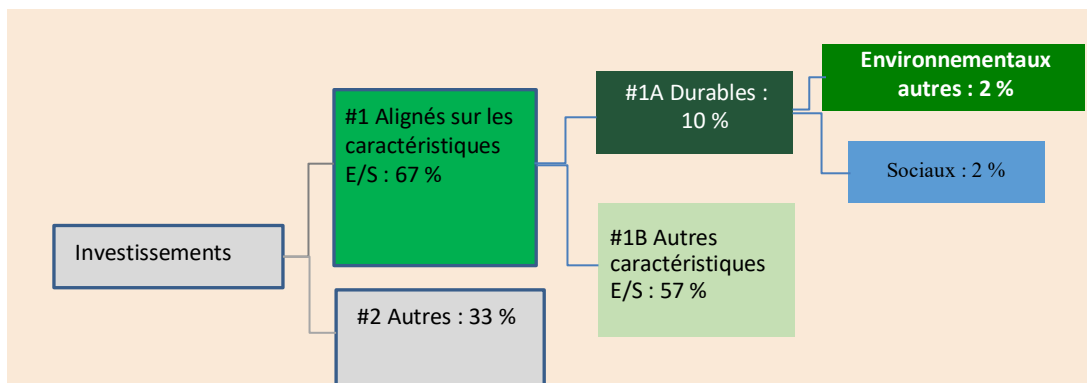 Investissements
#1 Alignés sur les
caractéristiques
E/S : 67 %
#2 Autres : 33 %
#1A Durables :
10 %
#1B Autres
caractéristiques
E/S : 57 %
Environnementaux
autres : 2 %
Sociaux : 2 %